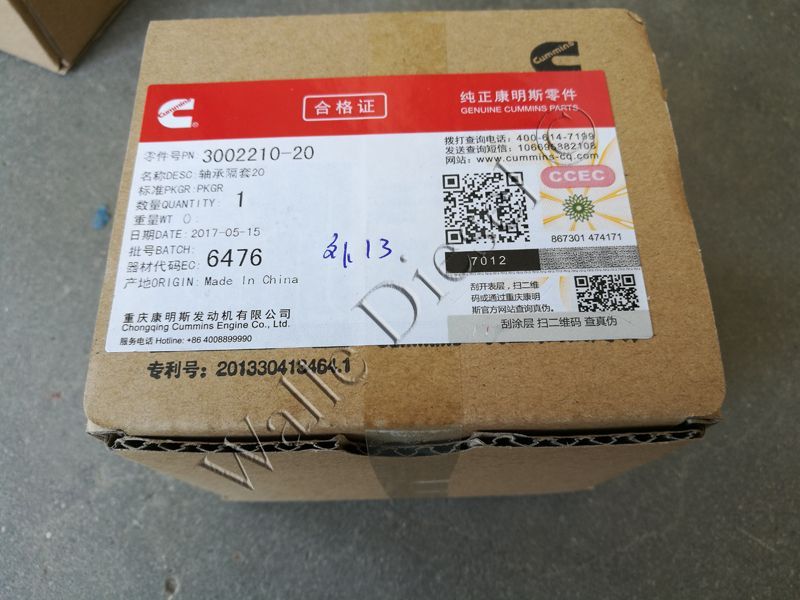 Cummins
Cummins
合格证
纯正康明斯零件
GENUINE CUMMINS PARTS
零件号PN: 3002210-20
名称DESC: 轴承隔套20
标准PKGR: PKGR
数量QUANTITY: 1
重量WT ():
日期DATE: 2017-05-15
批号BATCH:
器材代码EC: 6476
产地ORIGIN: Made In China
拨打查询电话: 400-614-7199
发送查询短信: 106695882108
网站: www.cummins-cq.com
CCEC
867301 474171
7012
刮开表层，扫二维
码或通过重庆康明
斯官方网站查询真伪。
刮涂层 扫二维码 查真伪
13
重庆康明斯发动机有限公司
Chongqing Cummins Engine Co., Ltd.
服务电话 Hotline: +86 4008899990
专利号: 201330418464.1
Walle Diesel CO